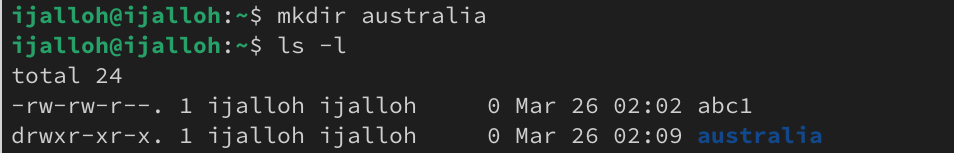 ijalloh@ijalloh:~$ mkdir australia
ijalloh@ijalloh:~$ ls -l
total 24
-rw-rw-r--. 1 ijalloh ijalloh     0 Mar 26 02:02 abc1
drwxr-xr-x. 1 ijalloh ijalloh     0 Mar 26 02:09 australia